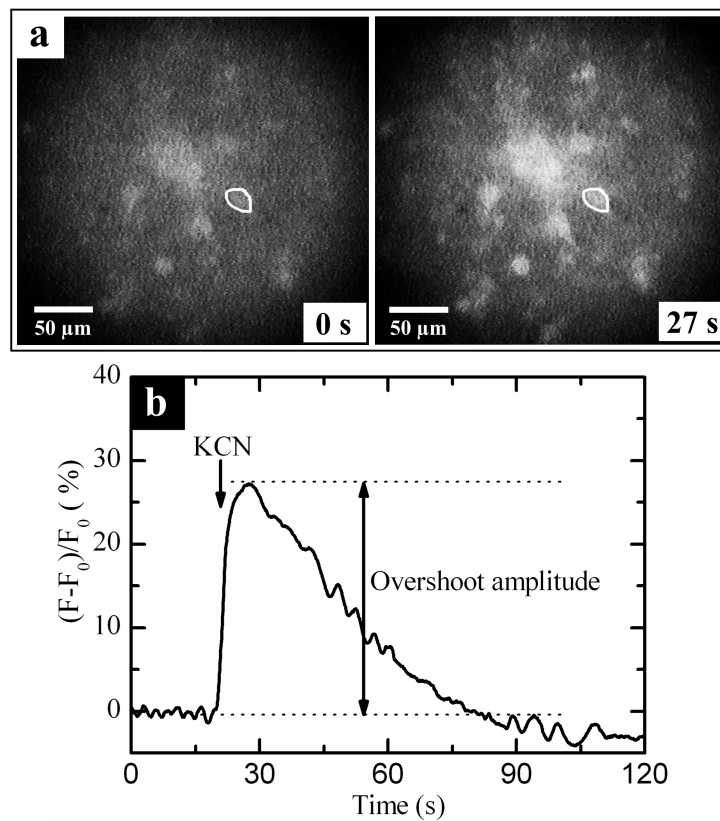 a
50 µm
0 s
50 µm
27 s
b
40
30
20
10
0
(F-F₀)/F₀ ( %)
KCN
Overshoot amplitude
0 30 60 90 120
Time (s)